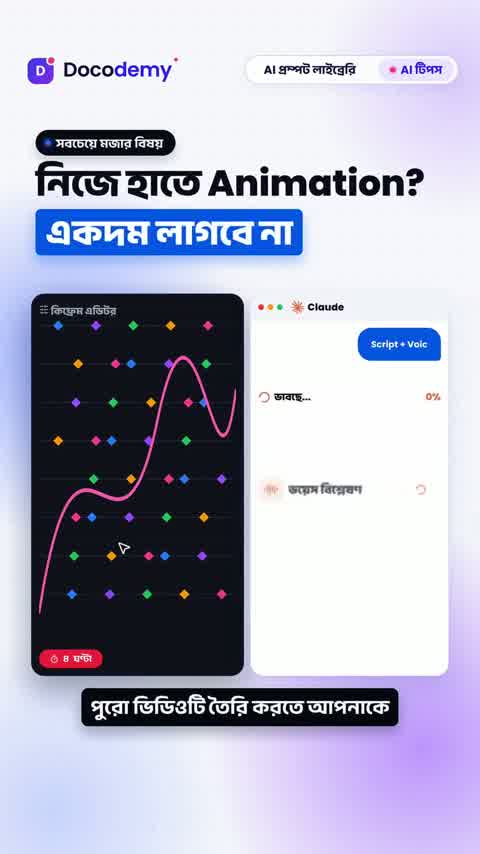 Docodemy
AI প্রম্পট লাইব্রেরি
AI টিপস
সবচেয়ে মজার বিষয়
নিজে হাতে Animation?
একদম লাগবে না
কিফ্রেম এডিটর
Claude
Script + Voic
ভাবছে...
0%
ভয়েস বিশ্লেষণ
৪ ঘণ্টা
পুরো ভিডিওটি তৈরি করতে আপনাকে